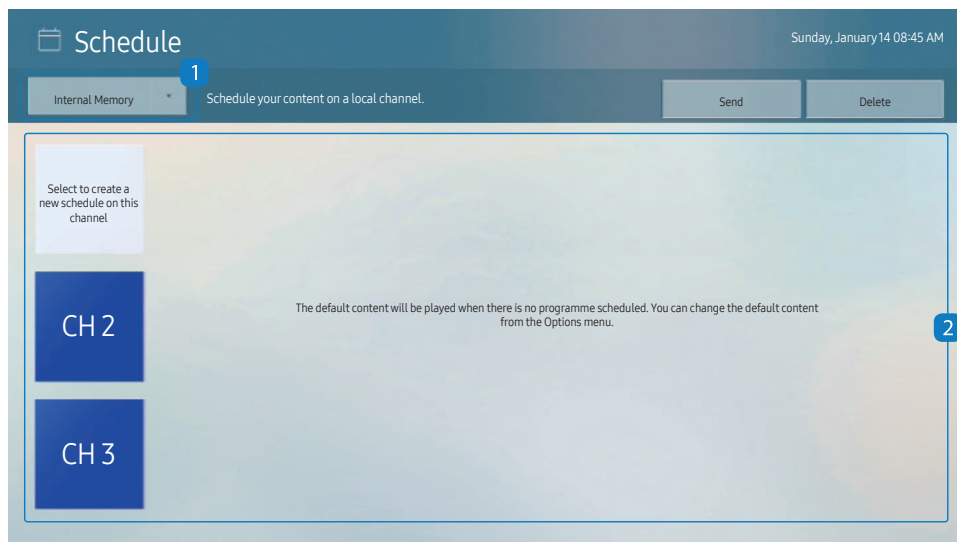 Schedule
Sunday, January 14 08:45 AM
1
Internal Memory
Schedule your content on a local channel.
Send
Delete
Select to create a
new schedule on this
channel
CH 2
The default content will be played when there is no programme scheduled. You can change the default content
from the Options menu.
2
CH 3